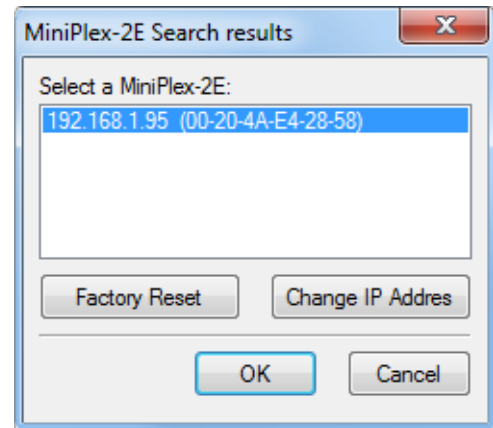 MiniPlex-2E Search results
Select a MiniPlex-2E:
192.168.1.95 (00-20-4A-E4-28-58)
Factory Reset Change IP Addres
OK Cancel